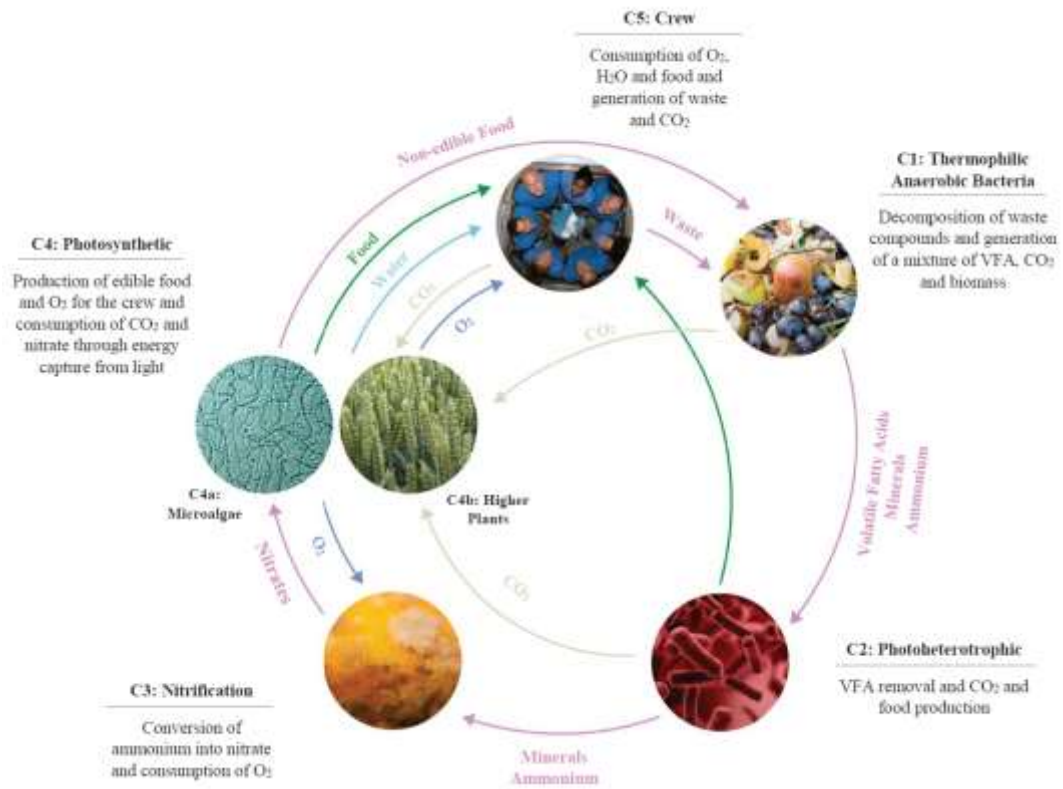 C5: Crew
Consumption of O₂,
H₂O and food and
generation of waste
and CO₂
Non-edible Food
C1: Thermophilic
Anaerobic Bacteria
Decomposition of waste
compounds and generation
of a mixture of VFA, CO₂
and biomass
Waste
Food
Water
CO₂
O₂
CO₂
C4: Photosynthetic
Production of edible food
and O₂ for the crew and
consumption of CO₂ and
nitrate through energy
capture from light
C4a:
Microalgae
C4b: Higher
Plants
Volatile Fatty Acids
Minerals
Ammonium
O₂
Nitrates
CO₂
C2: Photoheterotrophic
VFA removal and CO₂ and
food production
C3: Nitrification
Conversion of
ammonium into nitrate
and consumption of O₂
Minerals
Ammonium